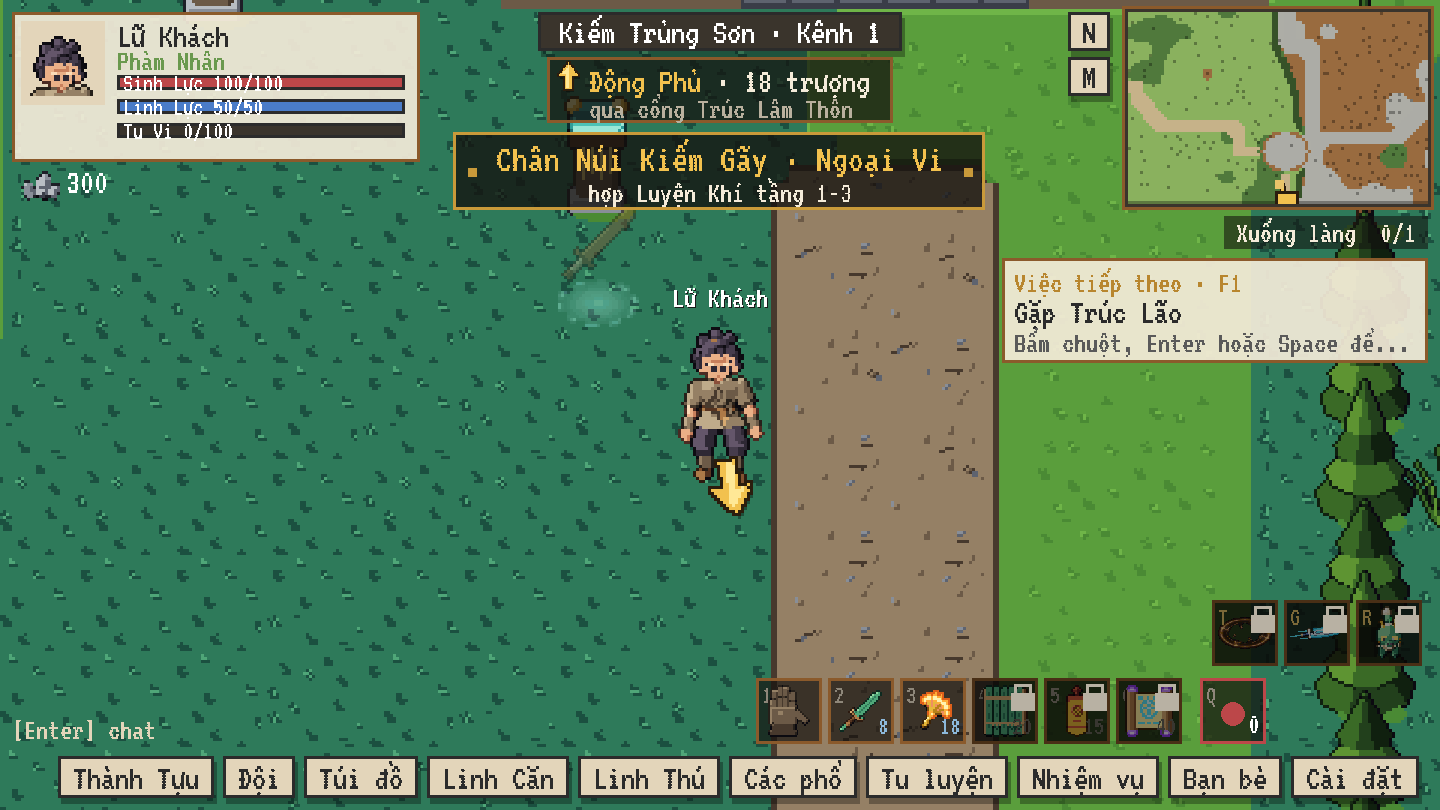 Lữ Khách
Phàm Nhân
Sinh Lực 100/100
Linh Lực 50/50
Tu Vi 0/100
300
Kiếm Trủng Sơn · Kênh 1
Động Phủ · 18 trượng
qua cổng Trúc Lâm Thôn
Chân Núi Kiếm Gãy · Ngoại Vi
hợp Luyện Khí tầng 1-3
N
M
Xuống làng 0/1
Việc tiếp theo · F1
Gặp Trúc Lão
Bấm chuột, Enter hoặc Space để...
Lữ Khách
T
G
R
1
2
8
3
18
5
15
Q
0
[Enter] chat
Thành Tựu
Đội
Túi đồ
Linh Căn
Linh Thú
Các phổ
Tu luyện
Nhiệm vụ
Bạn bè
Cài đặt